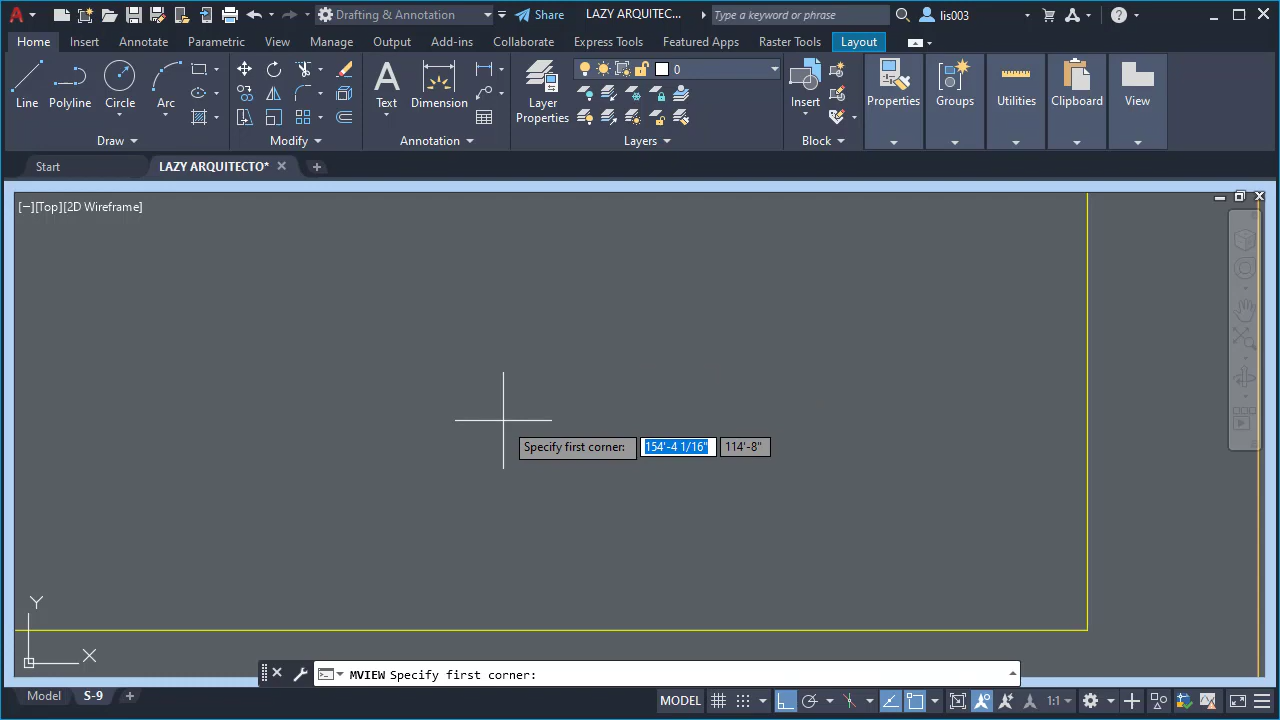 Drafting & Annotation
Share
LAZY ARQUITEC...
Type a keyword or phrase
lis003
Home
Insert
Annotate
Parametric
View
Manage
Output
Add-ins
Collaborate
Express Tools
Featured Apps
Raster Tools
Layout
Line
Polyline
Circle
Arc
Draw
Modify
Text
Dimension
Annotation
Layer
Properties
0
Layers
Insert
Block
Properties
Groups
Utilities
Clipboard
View
Start
LAZY ARQUITECTO*
[−][Top][2D Wireframe]
Specify first corner:
154'-4 1/16"
114'-8"
Y
X
MVIEW Specify first corner:
Model
S-9
MODEL
1:1